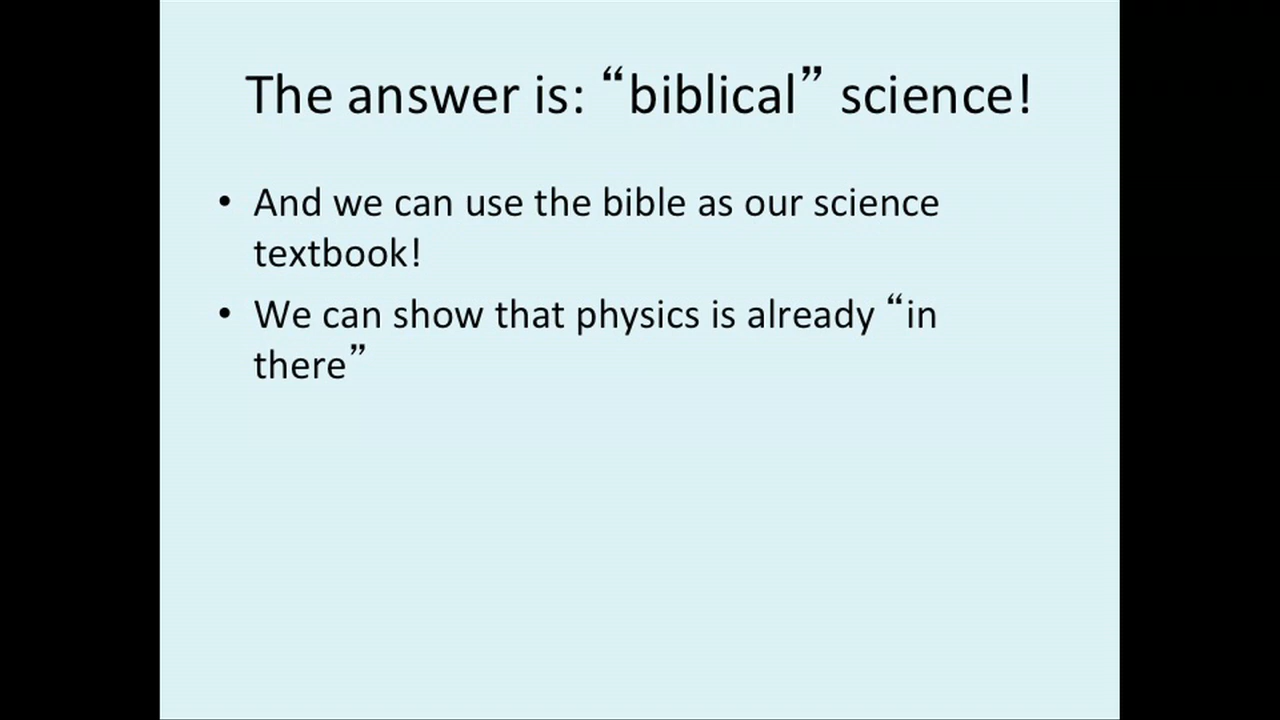 The answer is: “biblical” science!
• And we can use the bible as our science
textbook!
• We can show that physics is already “in
there”